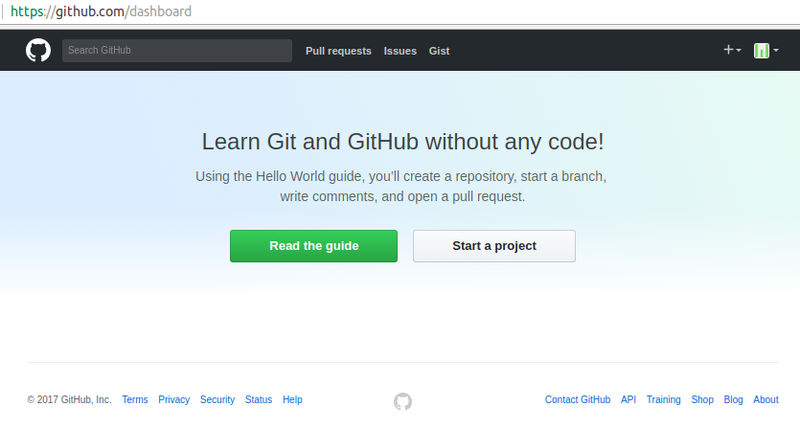 https://github.com/dashboard
Search GitHub Pull requests Issues Gist
Learn Git and GitHub without any code!
Using the Hello World guide, you'll create a repository, start a branch,
write comments, and open a pull request.
Read the guide Start a project
© 2017 GitHub, Inc. Terms Privacy Security Status Help Contact GitHub API Training Shop Blog About